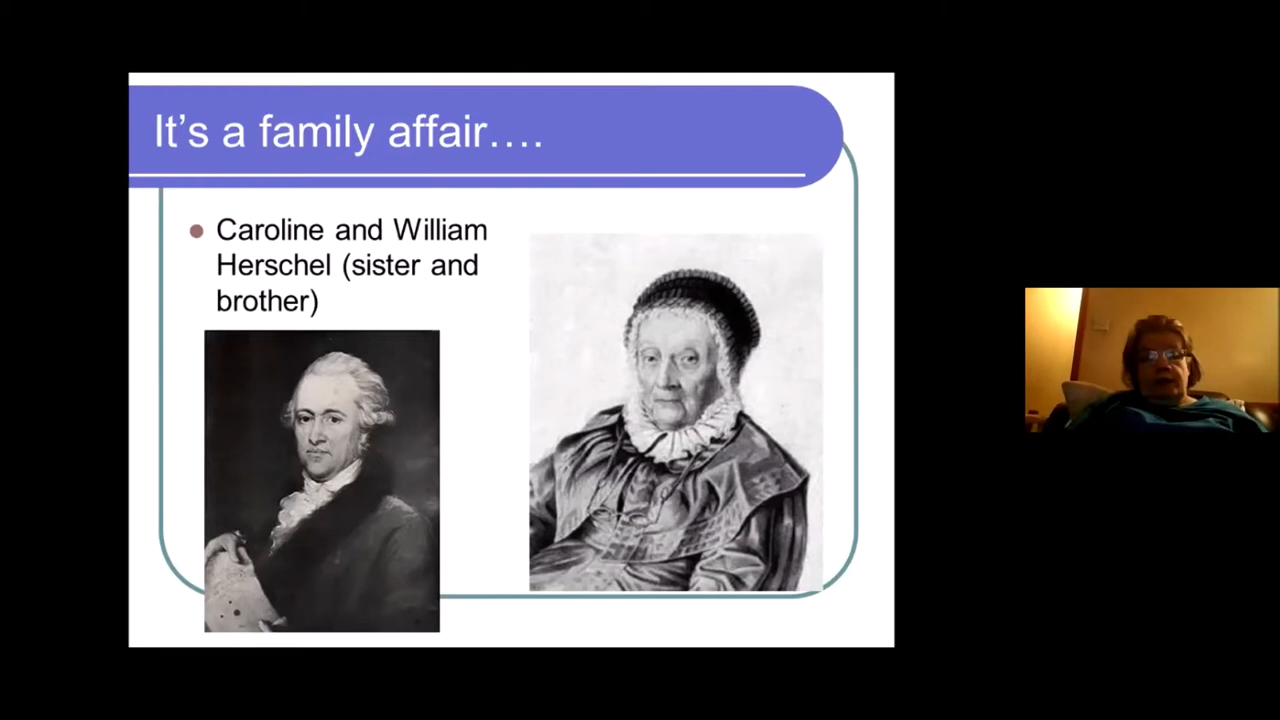 It's a family affair….
Caroline and William
Herschel (sister and
brother)